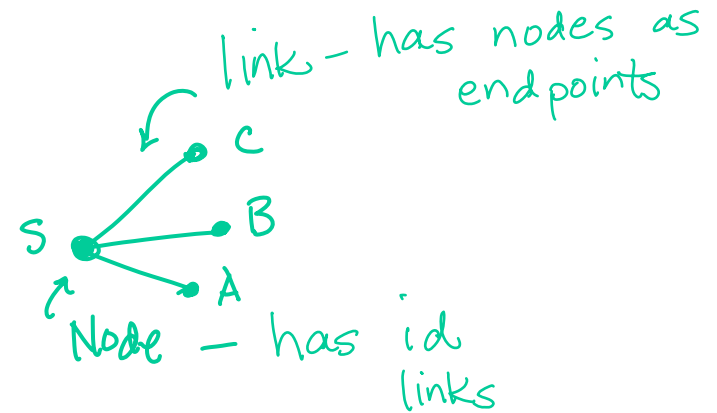 link - has nodes as
endpoints
C
S
B
A
Node - has id
links